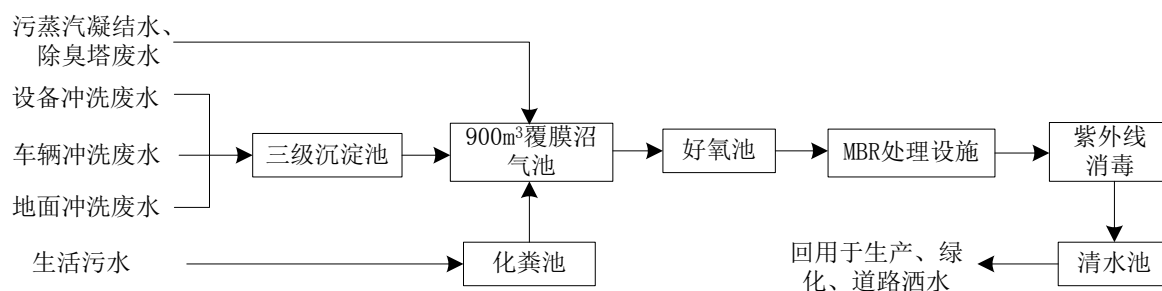 污蒸汽凝结水、
除臭塔废水
设备冲洗废水
车辆冲洗废水
地面冲洗废水
生活污水
三级沉淀池
900m³覆膜沼
气池
化粪池
好氧池
MBR处理设施
紫外线
消毒
清水池
回用于生产、绿
化、道路洒水